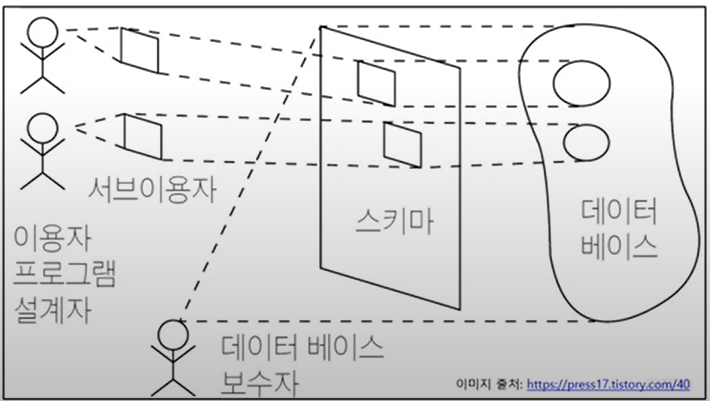 서브이용자
이용자
프로그램
설계자
스키마
데이터
베이스
데이터 베이스
보수자
이미지 출처: https://press17.tistory.com/40